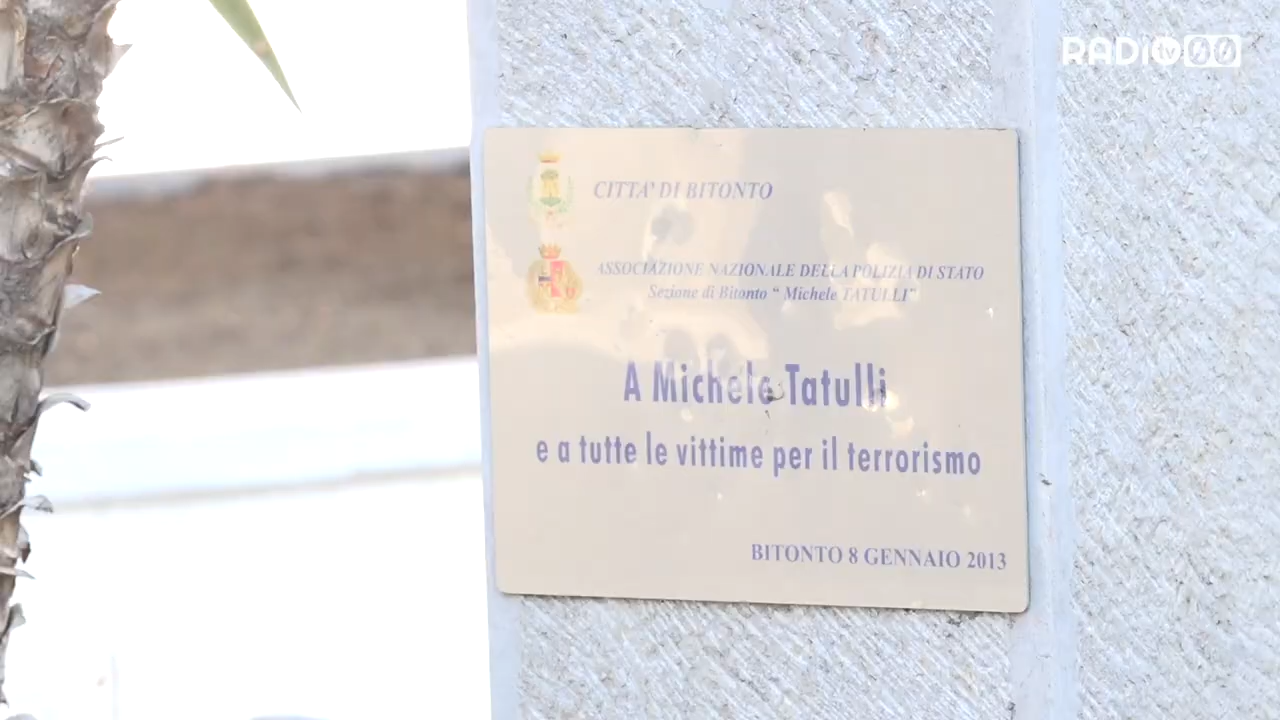 RADIO tv 00
CITTA' DI BITONTO
ASSOCIAZIONE NAZIONALE DELLA POLIZIA DI STATO
Sezione di Bitonto “ Michele TATULLI”
A Michele Tatulli
e a tutte le vittime per il terrorismo
BITONTO 8 GENNAIO 2013